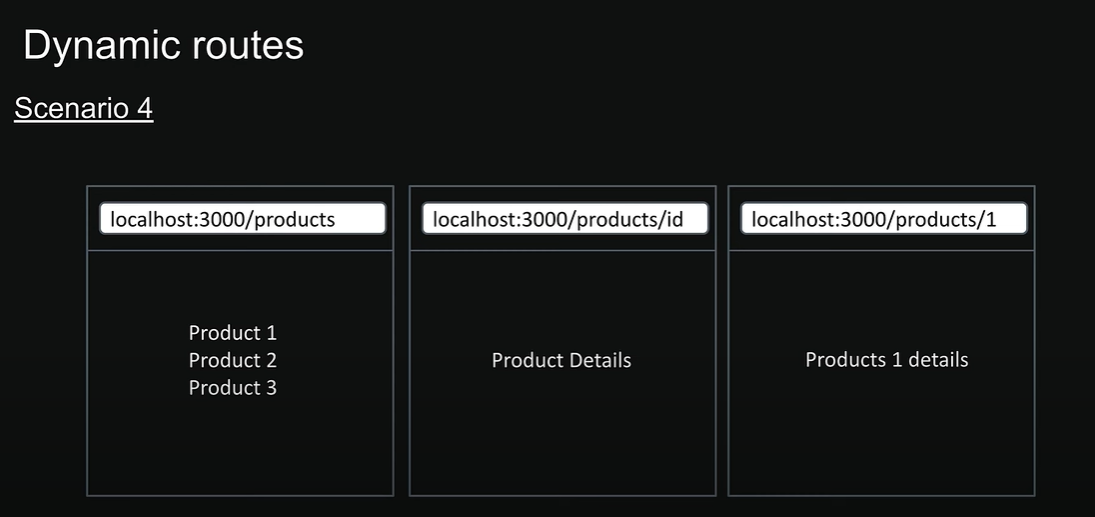 Dynamic routes
Scenario 4
localhost:3000/products
Product 1
Product 2
Product 3
localhost:3000/products/id
Product Details
localhost:3000/products/1
Products 1 details